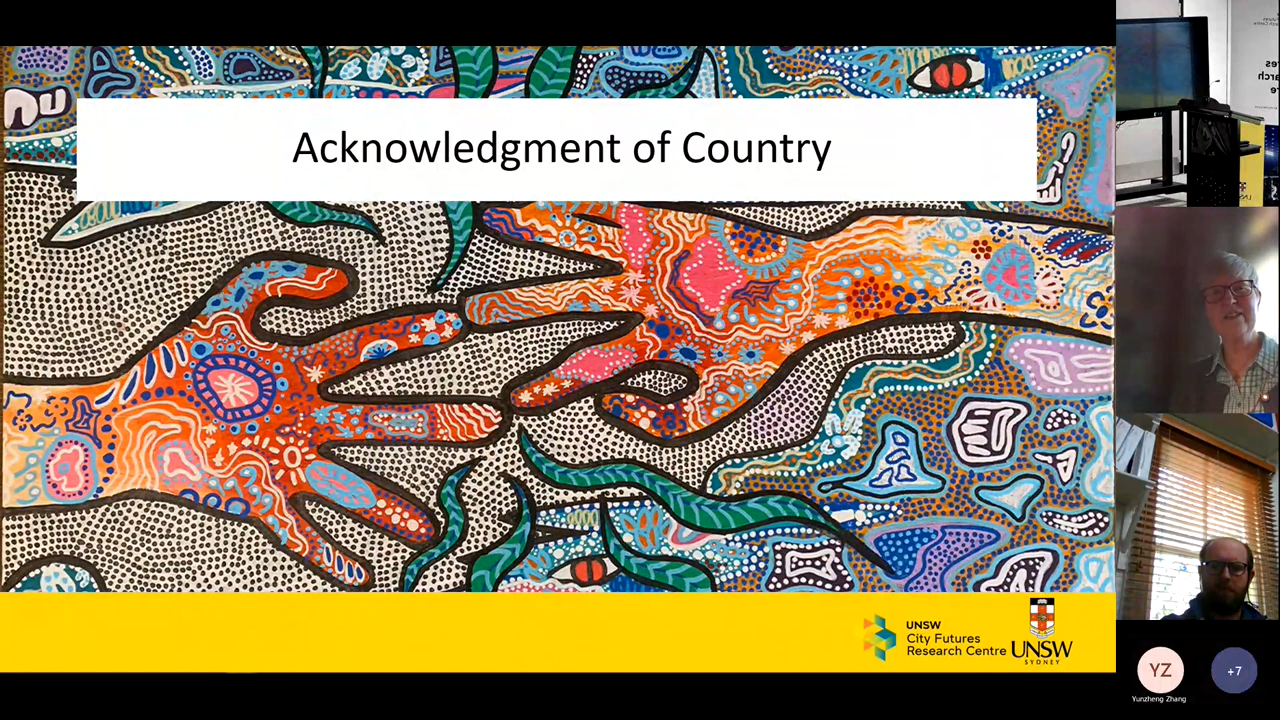 Acknowledgment of Country
UNSW
City Futures
Research Centre
UNSW
SYDNEY
YZ
+7
Yunzheng Zhang